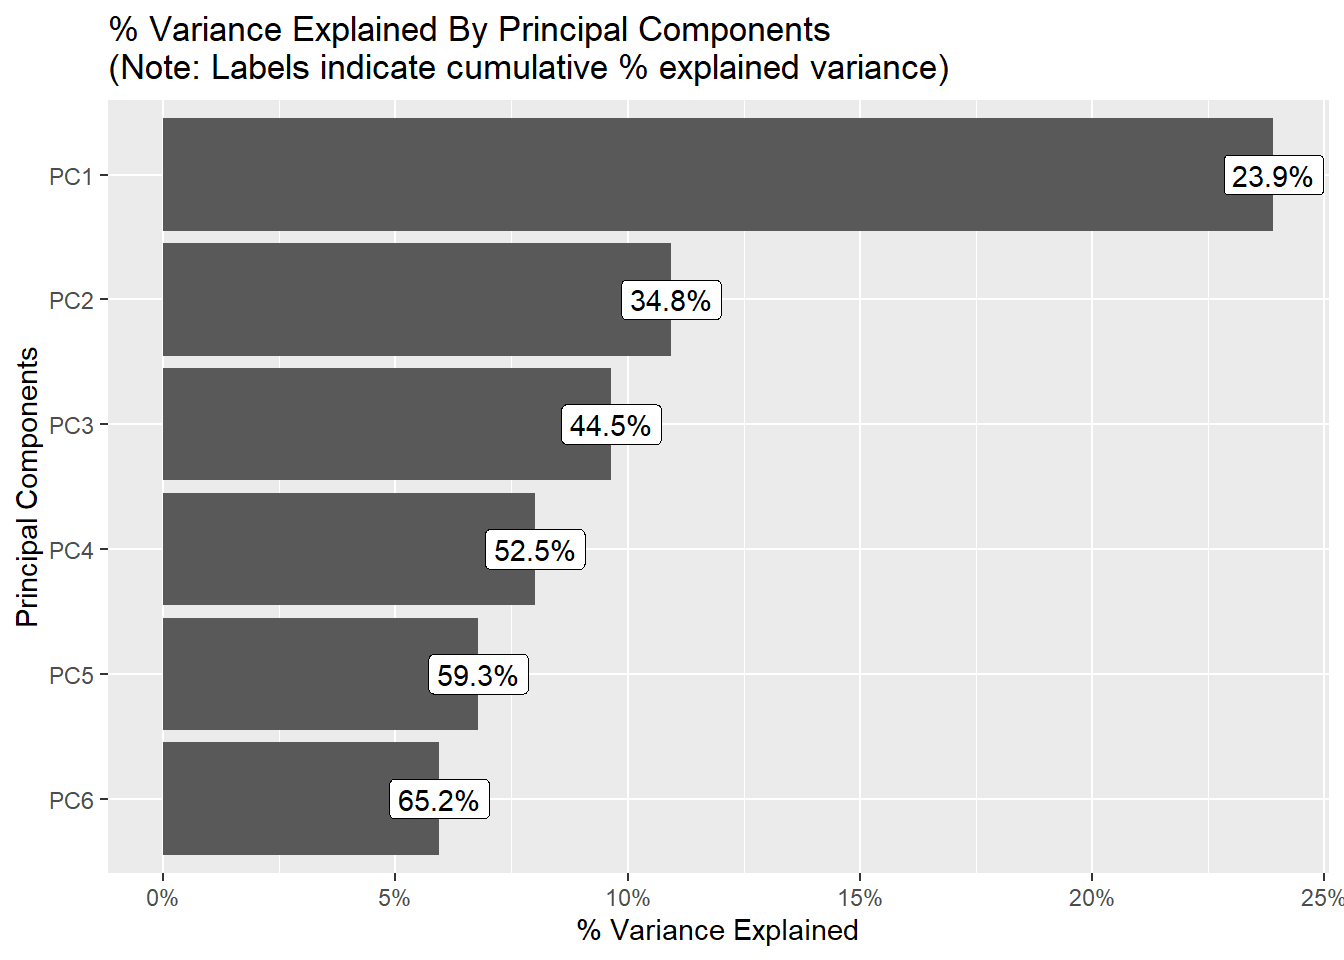 % Variance Explained By Principal Components
(Note: Labels indicate cumulative % explained variance)
Principal Components
PC1
23.9%
PC2
34.8%
PC3
44.5%
PC4
52.5%
PC5
59.3%
PC6
65.2%
0% 5% 10% 15% 20% 25%
% Variance Explained